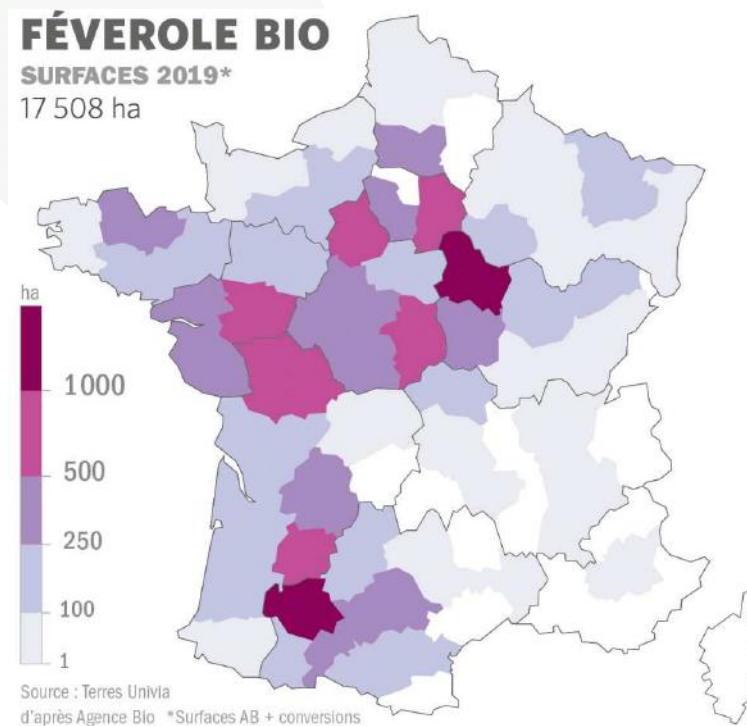 FÉVEROLE BIO
SURFACES 2019*
17 508 ha
ha
1000
500
250
100
1
Source : Terres Univia
d'après Agence Bio *Surfaces AB + conversions